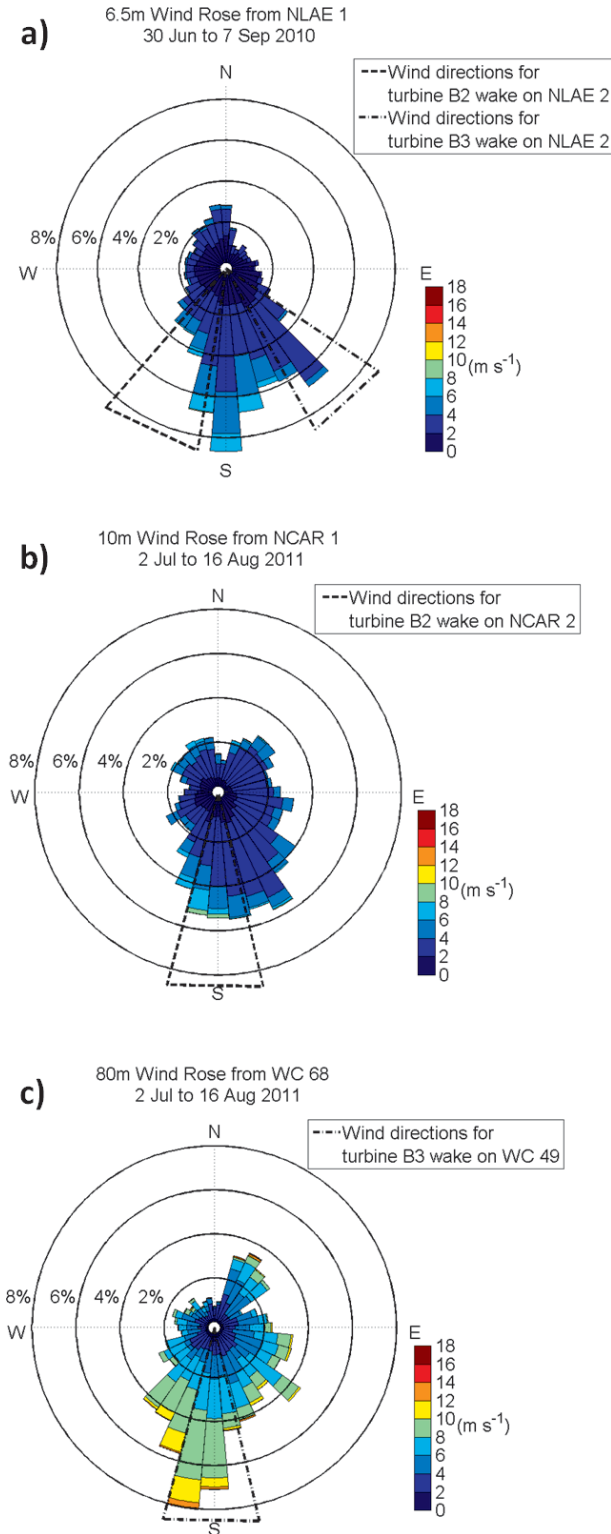 a)
6.5m Wind Rose from NLAE 1
30 Jun to 7 Sep 2010
Wind directions for
turbine B2 wake on NLAE 2
Wind directions for
turbine B3 wake on NLAE 2
N
8% 6% 4% 2%
W
E
S
18
16
14
12
10
8
6
4
2
0
(m s⁻¹)
b)
10m Wind Rose from NCAR 1
2 Jul to 16 Aug 2011
Wind directions for
turbine B2 wake on NCAR 2
N
8% 6% 4% 2%
W
E
S
18
16
14
12
10
8
6
4
2
0
(m s⁻¹)
c)
80m Wind Rose from WC 68
2 Jul to 16 Aug 2011
Wind directions for
turbine B3 wake on WC 49
N
8% 6% 4% 2%
W
E
S
18
16
14
12
10
8
6
4
2
0
(m s⁻¹)